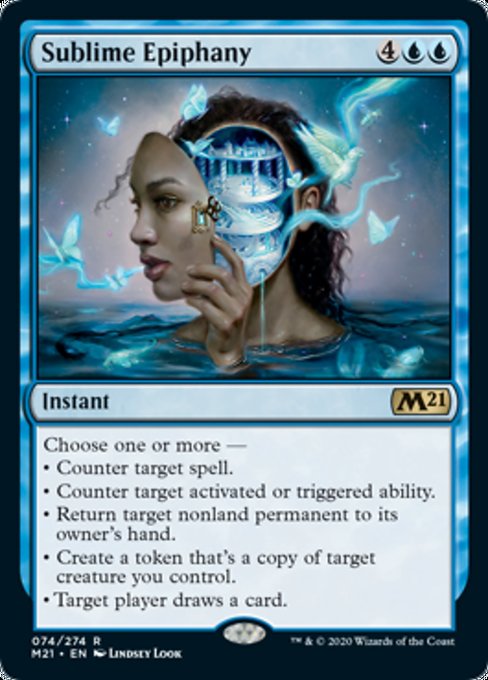 Sublime Epiphany 4
Instant M21
Choose one or more —
• Counter target spell.
• Counter target activated or triggered ability.
• Return target nonland permanent to its
owner's hand.
• Create a token that's a copy of target
creature you control.
• Target player draws a card.
074/274 R ™ & © 2020 Wizards of the Coast
M21 • EN LINDSEY LOOK